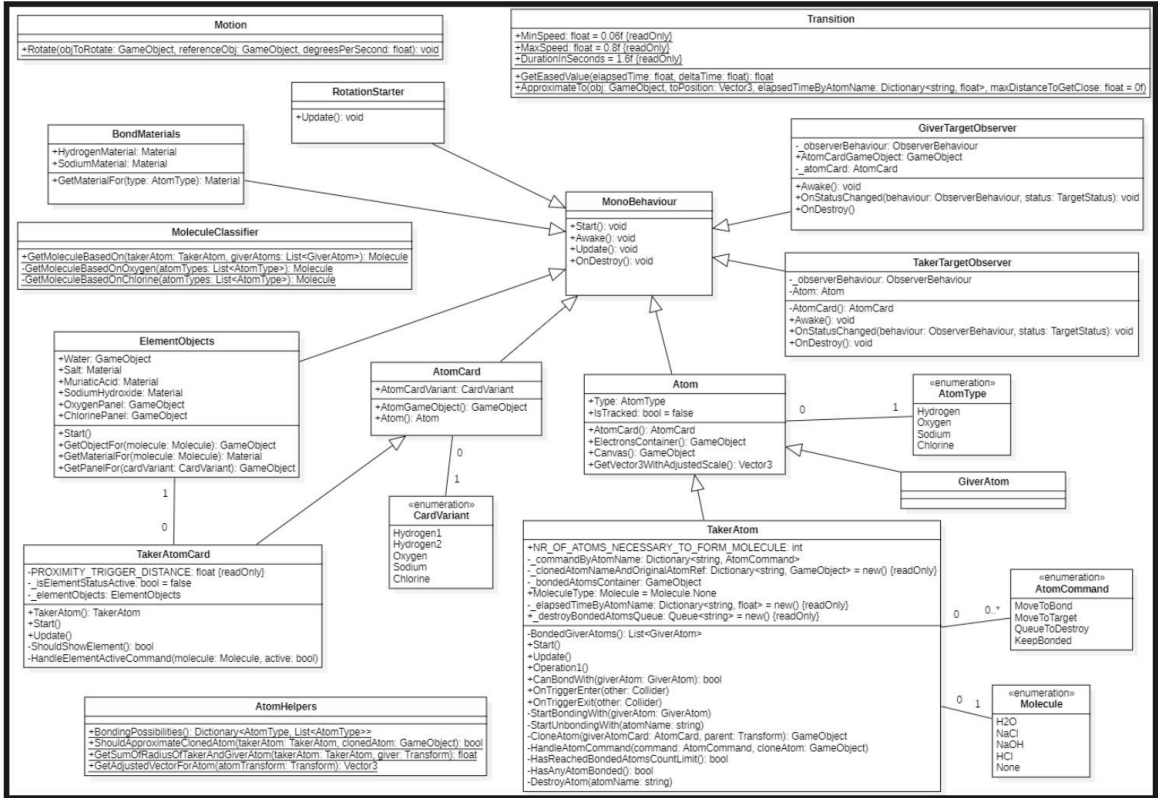 Motion
+Rotate(objToRotate: GameObject, referenceObj: GameObject, degreesPerSecond: float): void
Transition
+MinSpeed: float = 0.06f {readOnly}
+MaxSpeed: float = 0.8f {readOnly}
+DurationInSeconds = 1.6f {readOnly}
+GetEasedValue(elapsedTime: float, deltaTime: float): float
+ApproximateTo(obj: GameObject, toPosition: Vector3, elapsedTimeByAtomName: Dictionary<string, float>, maxDistanceToGetClose: float = 0f)
RotationStarter
+Update(): void
BondMaterials
+HydrogenMaterial: Material
+SodiumMaterial: Material
+GetMaterialFor(type: AtomType): Material
GiverTargetObserver
-_observerBehaviour: ObserverBehaviour
+AtomCardGameObject: GameObject
-_atomCard: AtomCard
+Awake(): void
+OnStatusChanged(behaviour: ObserverBehaviour, status: TargetStatus): void
+OnDestroy()
MonoBehaviour
+Start(): void
+Awake(): void
+Update(): void
+OnDestroy(): void
MoleculeClassifier
+GetMoleculeBasedOn(takerAtom: TakerAtom, giverAtoms: List<GiverAtom>): Molecule
-GetMoleculeBasedOnOxygen(atomTypes: List<AtomType>): Molecule
-GetMoleculeBasedOnChlorine(atomTypes: List<AtomType>): Molecule
TakerTargetObserver
-_observerBehaviour: ObserverBehaviour
-Atom: Atom
-AtomCard(): AtomCard
+Awake(): void
+OnStatusChanged(behaviour: ObserverBehaviour, status: TargetStatus): void
+OnDestroy(): void
ElementObjects
+Water: GameObject
+Salt: Material
+MuriaticAcid: Material
+SodiumHydroxide: Material
+OxygenPanel: GameObject
+ChlorinePanel: GameObject
+Start()
+GetObjectFor(molecule: Molecule): GameObject
+GetMaterialFor(molecule: Molecule): Material
+GetPanelFor(cardVariant: CardVariant): GameObject
1
0
AtomCard
+AtomCardVariant: CardVariant
+AtomGameObject(): GameObject
+Atom(): Atom
0
1
Atom
+Type: AtomType
+IsTracked: bool = false
+AtomCard(): AtomCard
+ElectronsContainer(): GameObject
+Canvas(): GameObject
+GetVector3WithAdjustedScale(): Vector3
0
1
«enumeration»
AtomType
Hydrogen
Oxygen
Sodium
Chlorine
GiverAtom
«enumeration»
CardVariant
Hydrogen1
Hydrogen2
Oxygen
Sodium
Chlorine
TakerAtomCard
-PROXIMITY_TRIGGER_DISTANCE: float {readOnly}
-_isElementStatusActive: bool = false
-_elementObjects: ElementObjects
+TakerAtom(): TakerAtom
+Start()
+Update()
-ShouldShowElement(): bool
-HandleElementActiveCommand(molecule: Molecule, active: bool)
TakerAtom
+NR_OF_ATOMS_NECESSARY_TO_FORM_MOLECULE: int
-_commandByAtomName: Dictionary<string, AtomCommand>
-_clonedAtomNameAndOriginalAtomRef: Dictionary<string, GameObject> = new() {readOnly}
-_bondedAtomsContainer: GameObject
+MoleculeType: Molecule = Molecule.None
-_elapsedTimeByAtomName: Dictionary<string, float> = new() {readOnly}
+_destroyBondedAtomsQueue: Queue<string> = new() {readOnly}
-BondedGiverAtoms(): List<GiverAtom>
+Start()
+Update()
+Operation1()
+CanBondWith(giverAtom: GiverAtom): bool
+OnTriggerEnter(other: Collider)
+OnTriggerExit(other: Collider)
-StartBondingWith(giverAtom: GiverAtom)
-StartUnbondingWith(atomName: string)
-CloneAtom(giverAtomCard: AtomCard, parent: Transform): GameObject
-HandleAtomCommand(command: AtomCommand, cloneAtom: GameObject)
-HasReachedBondedAtomsCountLimit(): bool
-HasAnyAtomBonded(): bool
-DestroyAtom(atomName: string)
0
0..*
«enumeration»
AtomCommand
MoveToBond
MoveToTarget
QueueToDestroy
KeepBonded
0
1
«enumeration»
Molecule
H2O
NaCl
NaOH
HCl
None
AtomHelpers
+BondingPossibilities(): Dictionary<AtomType, List<AtomType>>
+ShouldApproximateClonedAtom(takerAtom: TakerAtom, clonedAtom: GameObject): bool
+GetSumOfRadiusOfTakerAndGiverAtom(takerAtom: TakerAtom, giver: Transform): float
+GetAdjustedVectorForAtom(atomTransform: Transform): Vector3